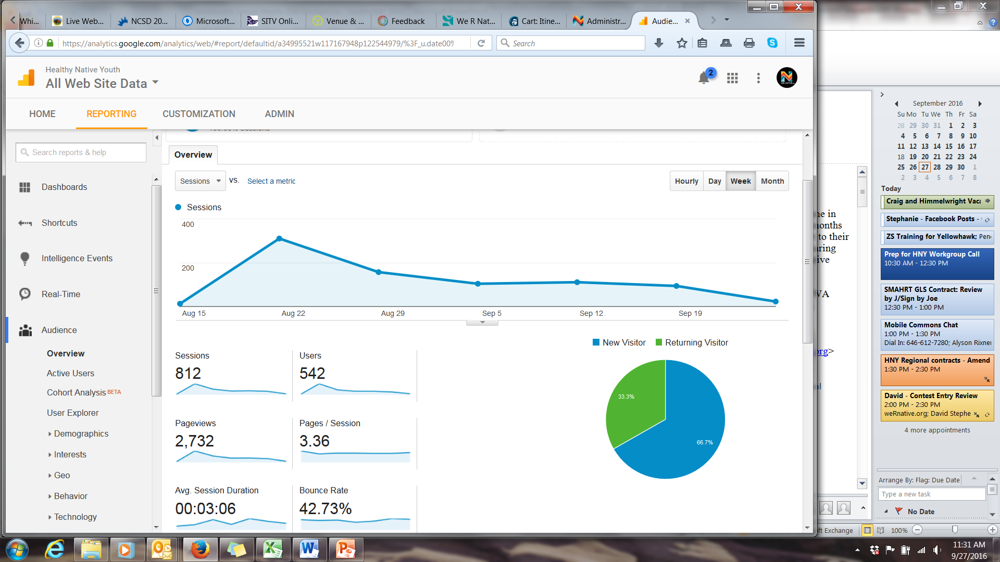 Whi...
Live Web...
NCSD 20...
Microsoft...
SITV Onli...
Venue & ...
Feedback
We R Nat...
Cart: Itine...
Administr...
Audie...
https://analytics.google.com/analytics/web/#report/defaultid/a34995521w117167948p122544979/%3F_u.date00%
Search
Healthy Native Youth
All Web Site Data
2
HOME
REPORTING
CUSTOMIZATION
ADMIN
Search reports & help
Dashboards
Shortcuts
Intelligence Events
Real-Time
Audience
Overview
Active Users
Cohort Analysis BETA
User Explorer
Demographics
Interests
Geo
Behavior
Technology
Overview
Sessions
VS.
Select a metric
Hourly
Day
Week
Month
Sessions
400
200
Aug 15
Aug 22
Aug 29
Sep 5
Sep 12
Sep 19
Sessions
812
Users
542
Pageviews
2,732
Pages / Session
3.36
Avg. Session Duration
00:03:06
Bounce Rate
42.73%
New Visitor
Returning Visitor
33.3%
66.7%
to their
September 2016
Su Mo Tu We Th Fr Sa
28 29 30 31 1 2 3
4 5 6 7 8 9 10
11 12 13 14 15 16 17
18 19 20 21 22 23 24
25 26 27 28 29 30 1
2 3 4 5 6 7 8
Today
Craig and Himmelwright Vaca
Stephanie - Facebook Posts -
ZS Training for Yellowhawk; Pen
Prep for HNY Workgroup Call
10:30 AM - 12:30 PM
SMAHRT GLS Contract: Review
by J/Sign by Joe
12:30 PM - 1:00 PM
Mobile Commons Chat
1:00 PM - 1:30 PM
Dial In: 646-612-7280; Alyson Rixner
HNY Regional contracts - Amend
1:30 PM - 2:30 PM
David - Contest Entry Review
2:00 PM - 2:30 PM
weRnative.org; David Stephe
4 more appointments
Arrange By: Flag: Due Date
Type a new task
No Date
ft Exchange
100%
11:31 AM
9/27/2016